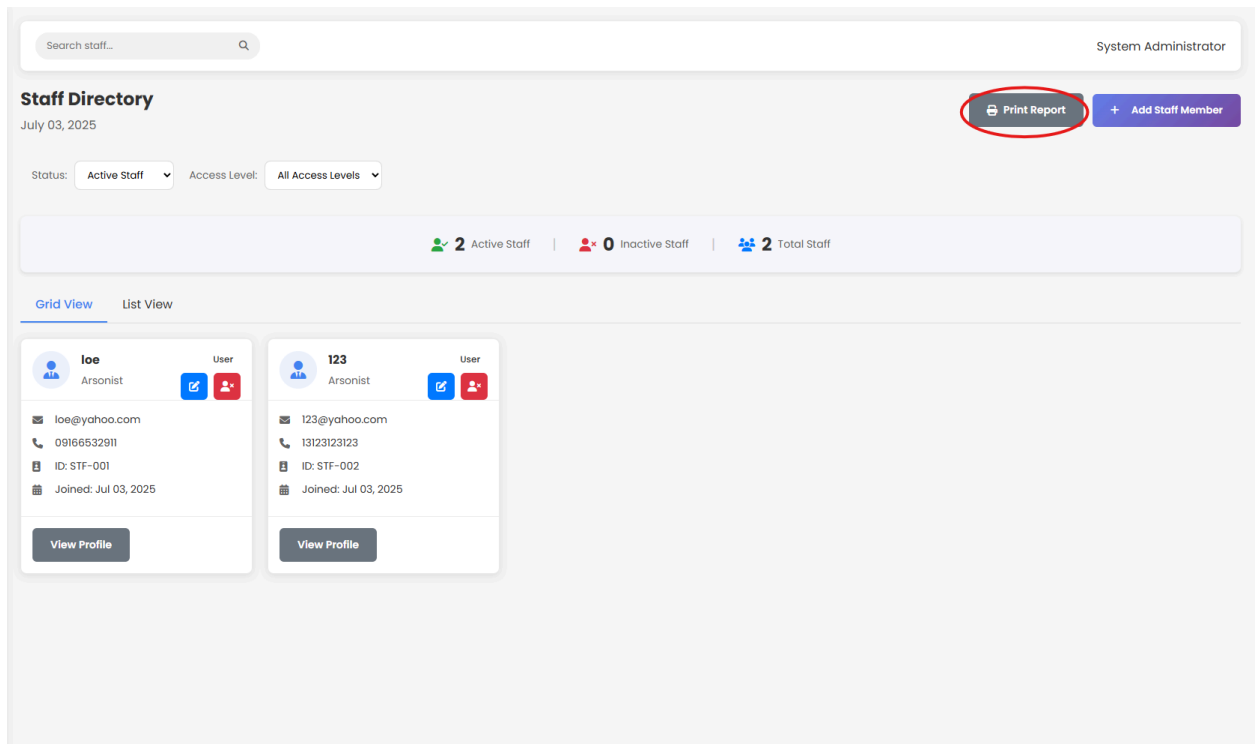 Search staff...
System Administrator
Staff Directory
July 03, 2025
Print Report
+ Add Staff Member
Status: Active Staff Access Level: All Access Levels
2 Active Staff | 0 Inactive Staff | 2 Total Staff
Grid View List View
loe User
Arsonist
loe@yahoo.com
09166532911
ID: STF-001
Joined: Jul 03, 2025
View Profile
123 User
Arsonist
123@yahoo.com
13123123123
ID: STF-002
Joined: Jul 03, 2025
View Profile